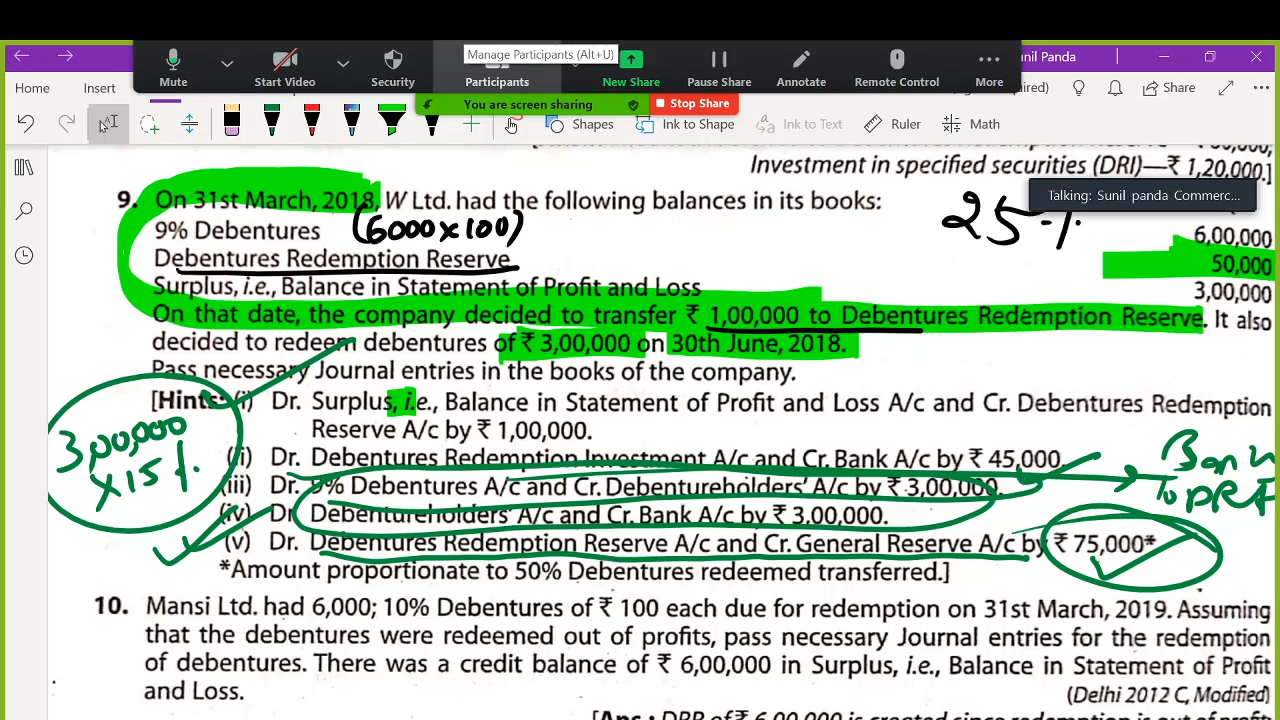 Manage Participants (Alt+U)
Sunil Panda
Mute
Start Video
Security
Participants
New Share
Pause Share
Annotate
Remote Control
More
You are screen sharing
Stop Share
Home
Insert
Share
Shapes
Ink to Shape
Ink to Text
Ruler
Math
Investment in specified securities (DRI)—₹ 1,20,000.]
Talking: Sunil panda Commerc...
9. On 31st March, 2018, W Ltd. had the following balances in its books:
25%
9% Debentures (6000×100) 6,00,000
Debentures Redemption Reserve 50,000
Surplus, i.e., Balance in Statement of Profit and Loss 3,00,000
On that date, the company decided to transfer ₹ 1,00,000 to Debentures Redemption Reserve. It also
decided to redeem debentures of ₹ 3,00,000 on 30th June, 2018.
Pass necessary Journal entries in the books of the company.
[Hints: (i) Dr. Surplus, i.e., Balance in Statement of Profit and Loss A/c and Cr. Debentures Redemption
Reserve A/c by ₹ 1,00,000.
(ii) Dr. Debentures Redemption Investment A/c and Cr. Bank A/c by ₹ 45,000.
(iii) Dr. 9% Debentures A/c and Cr. Debentureholders' A/c by ₹ 3,00,000.
(iv) Dr. Debentureholders' A/c and Cr. Bank A/c by ₹ 3,00,000.
(v) Dr. Debentures Redemption Reserve A/c and Cr. General Reserve A/c by ₹ 75,000*
*Amount proportionate to 50% Debentures redeemed transferred.]
3,00,000
×15%
Bank
To DRI
10. Mansi Ltd. had 6,000; 10% Debentures of ₹ 100 each due for redemption on 31st March, 2019. Assuming
that the debentures were redeemed out of profits, pass necessary Journal entries for the redemption
of debentures. There was a credit balance of ₹ 6,00,000 in Surplus, i.e., Balance in Statement of Profit
and Loss.
(Delhi 2012 C, Modified)